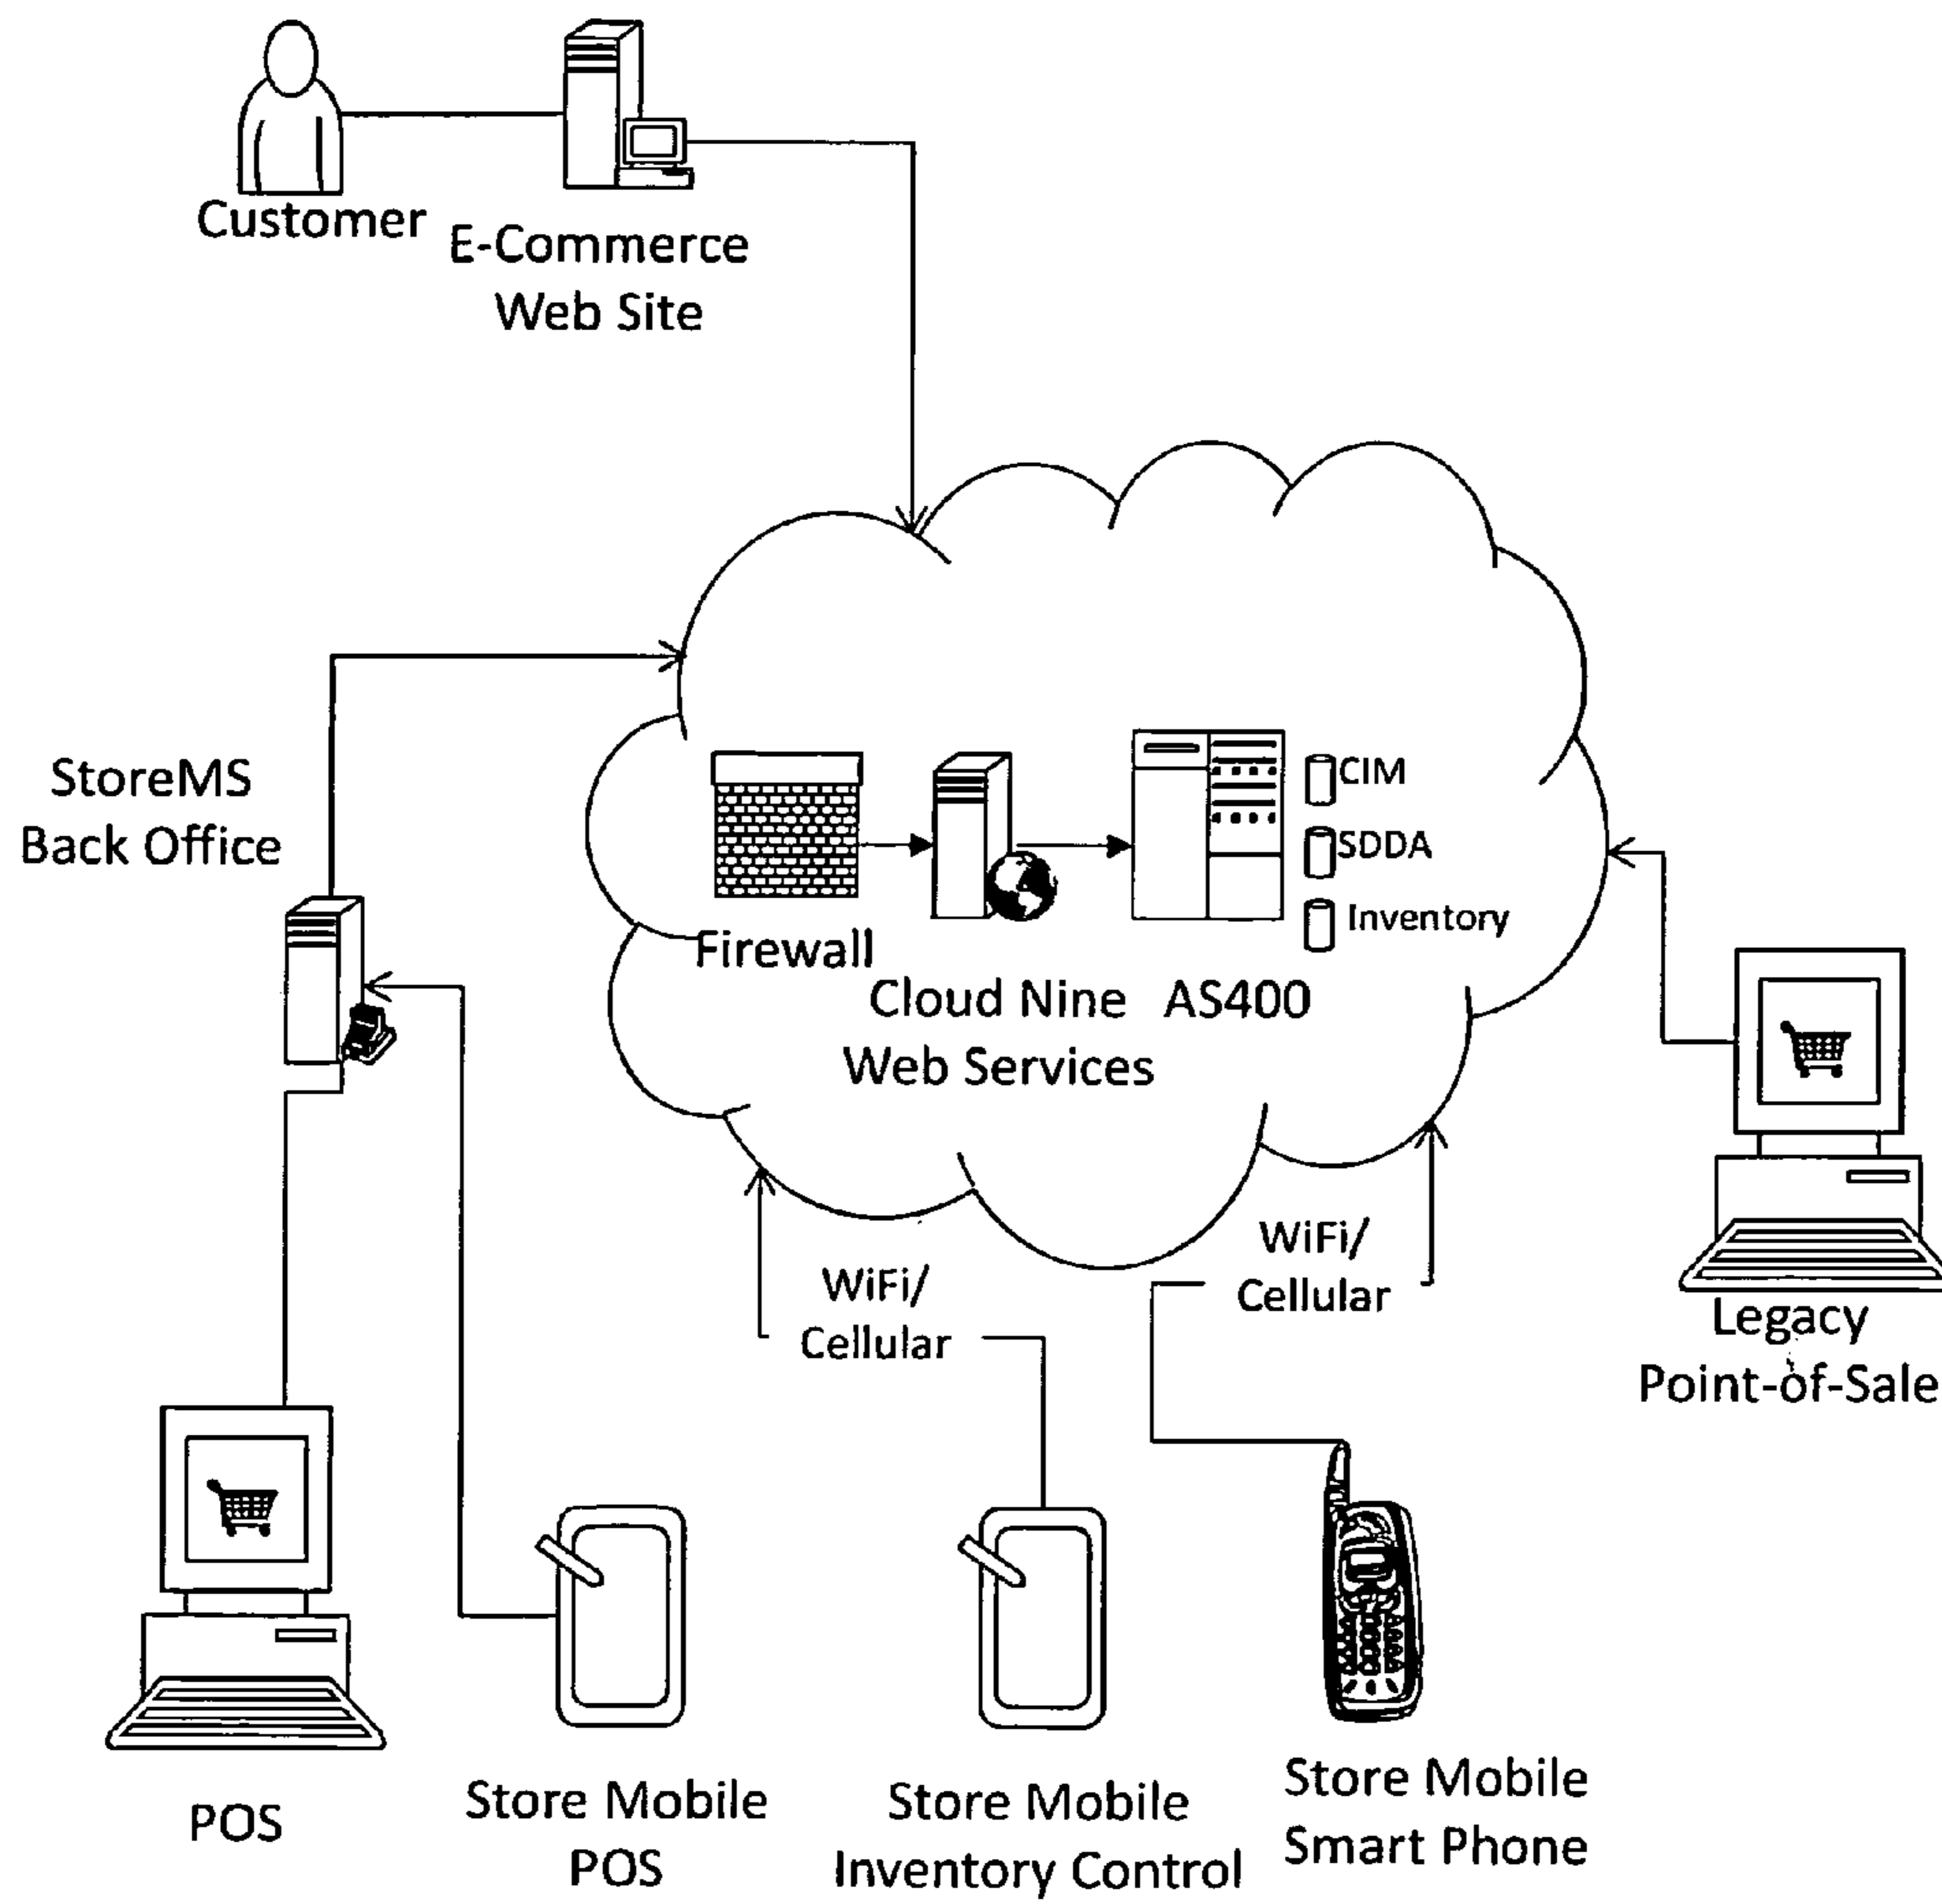 Customer
E-Commerce
Web Site
StoreMS
Back Office
CIM
SDDA
Inventory
Firewall
Cloud Nine
Web Services
AS400
WiFi/
Cellular
WiFi/
Cellular
Legacy
Point-of-Sale
POS
Store Mobile
POS
Store Mobile
Inventory Control
Store Mobile
Smart Phone